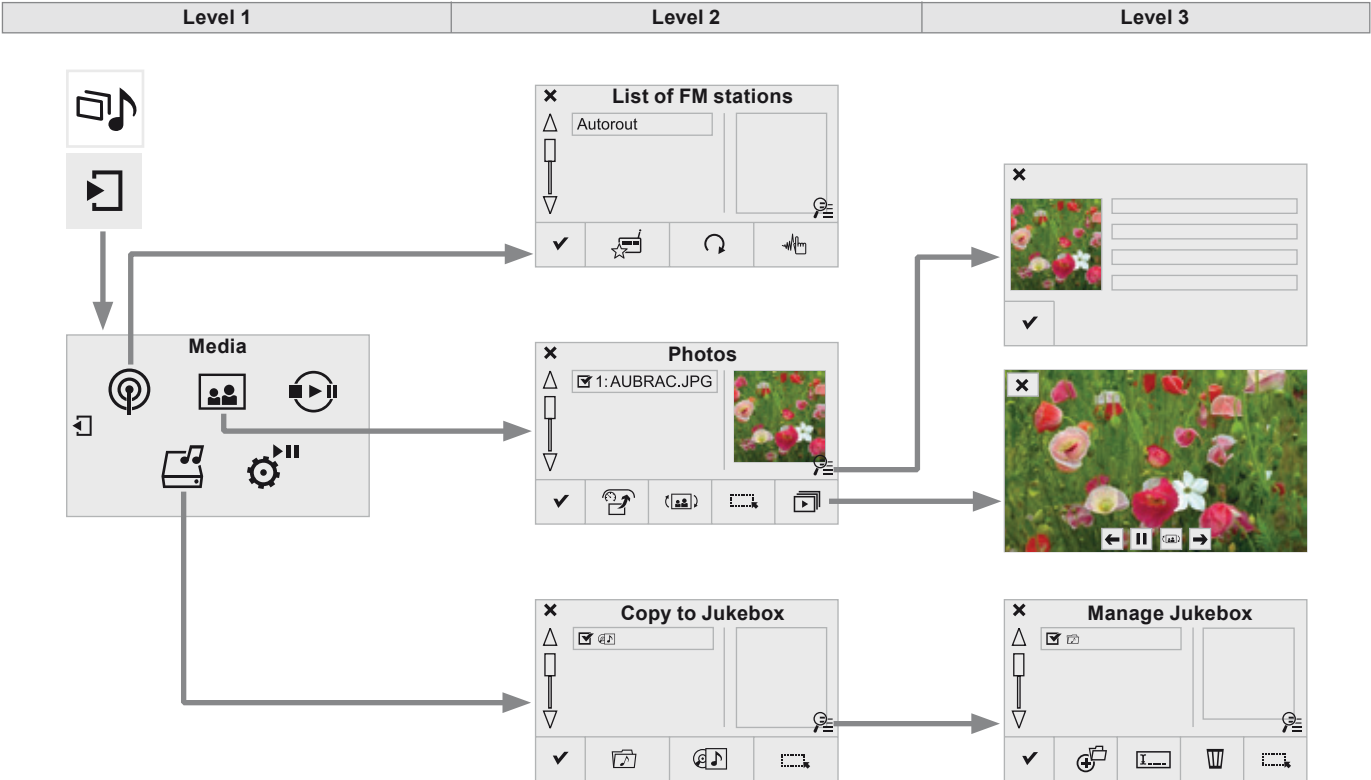 Level 1
Level 2
Level 3
List of FM stations
Autorout
Media
Photos
1: AUBRAC.JPG
Copy to Jukebox
Manage Jukebox